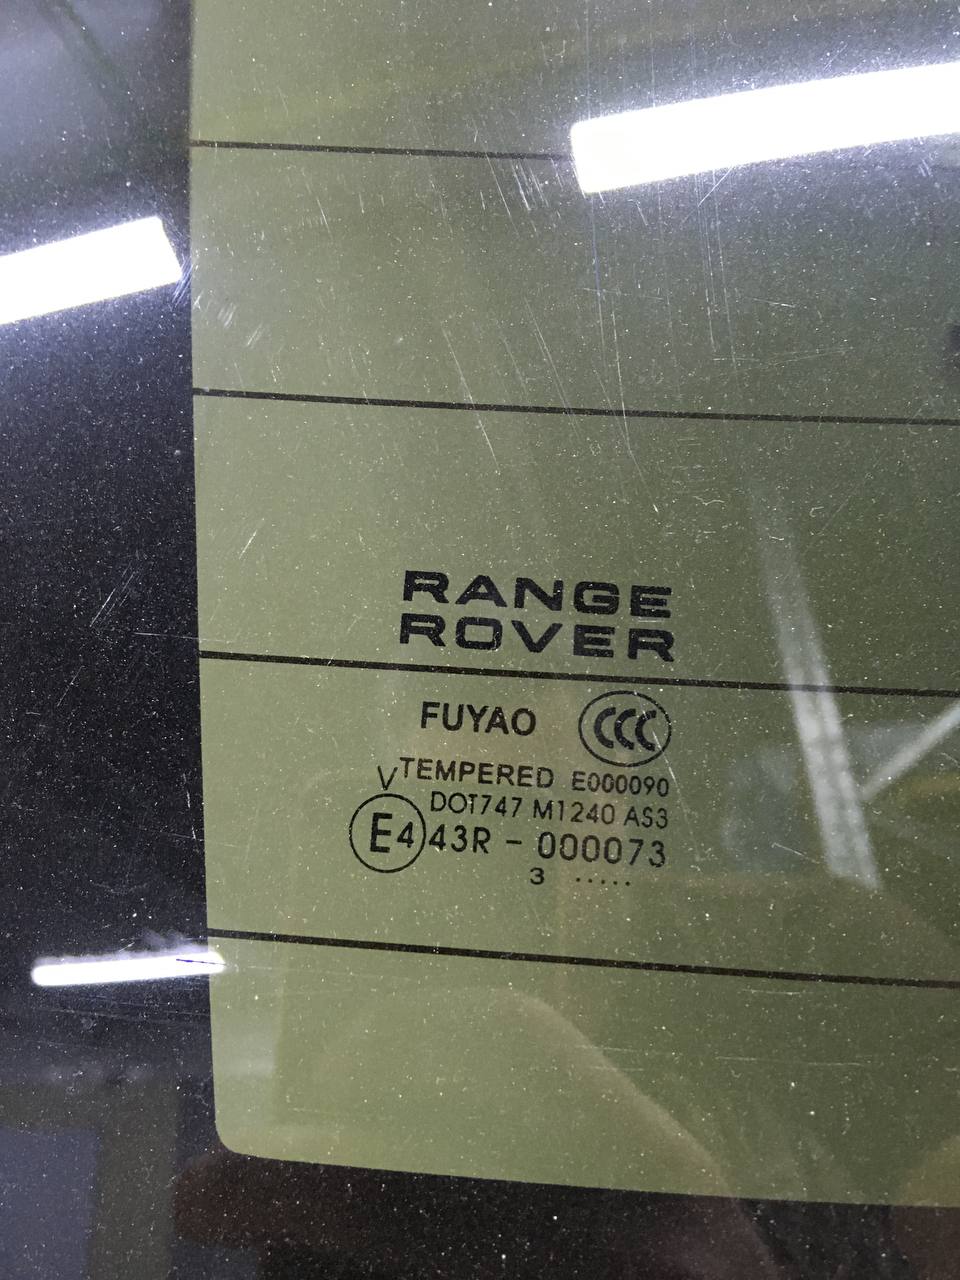 RANGE
ROVER
FUYAO CCC
V TEMPERED E000090
DOT747 M1240 AS3
E4 43R - 000073
3 .....